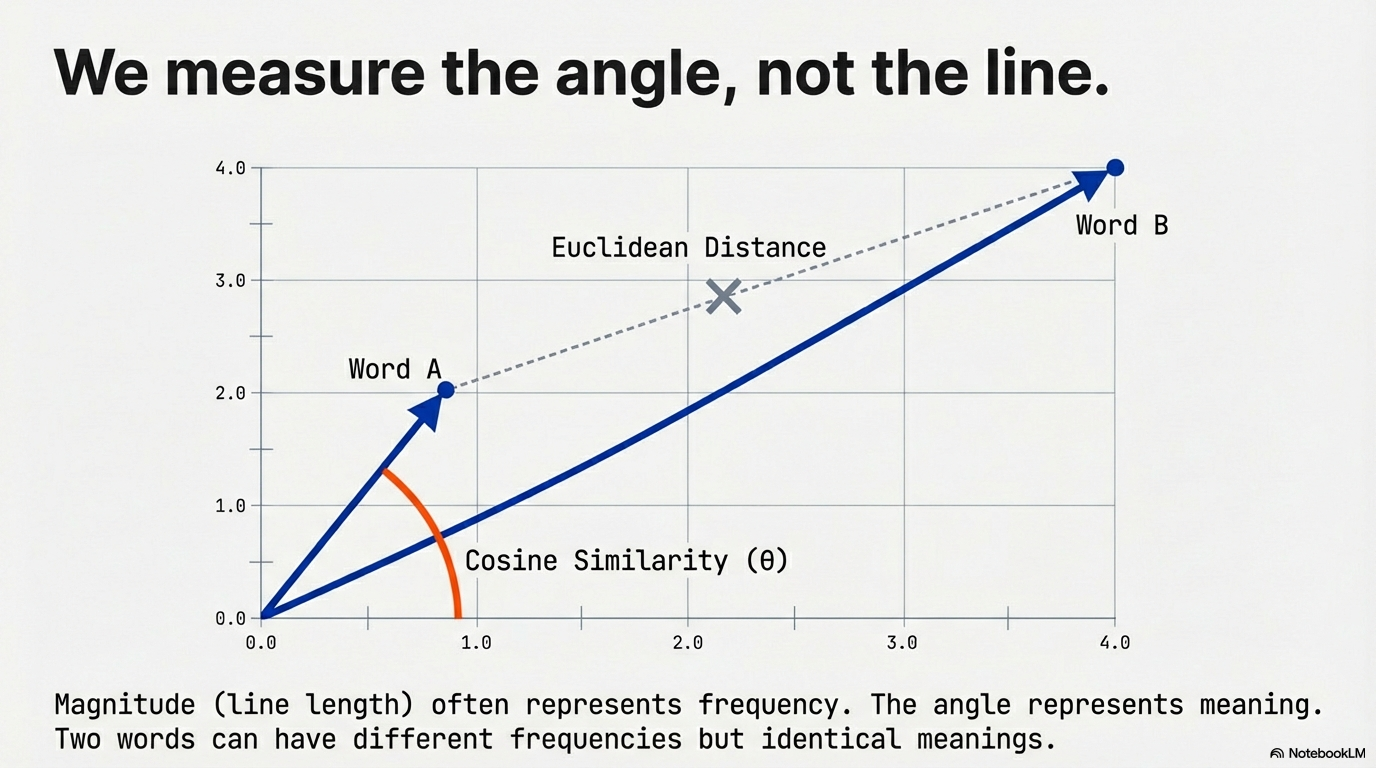 We measure the angle, not the line.
4.0
Euclidean Distance
Word B
3.0
Word A
2.0
1.0
Cosine Similarity (θ)
0.0
0.0 1.0 2.0 3.0 4.0
Magnitude (line length) often represents frequency. The angle represents meaning.
Two words can have different frequencies but identical meanings.
NotebookLM